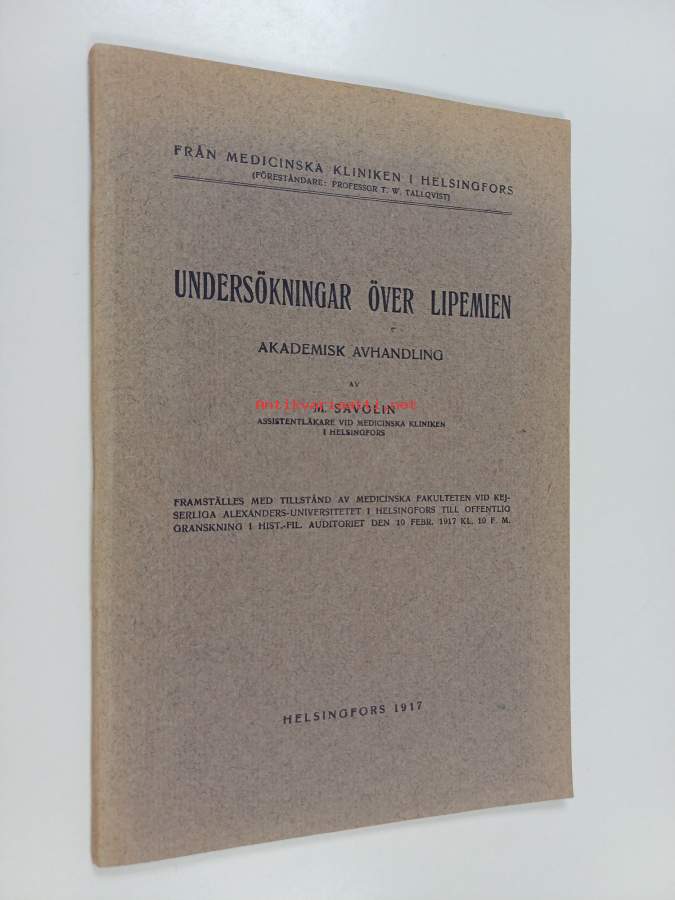 FRÅN MEDICINSKA KLINIKEN I HELSINGFORS
(FÖRESTÅNDARE: PROFESSOR T. W. TALLQVIST)
UNDERSÖKNINGAR ÖVER LIPEMIEN
AKADEMISK AVHANDLING
AV
antikvariaatti.net
M. SAVOLIN
ASSISTENTLÄKARE VID MEDICINSKA KLINIKEN
I HELSINGFORS
FRAMSTÄLLES MED TILLSTÅND AV MEDICINSKA FAKULTETEN VID KEJ-
SERLIGA ALEXANDERS-UNIVERSITETET I HELSINGFORS TILL OFFENTLIG
GRANSKNING I HIST.-FIL. AUDITORIET DEN 10 FEBR. 1917 KL. 10 F. M.
HELSINGFORS 1917